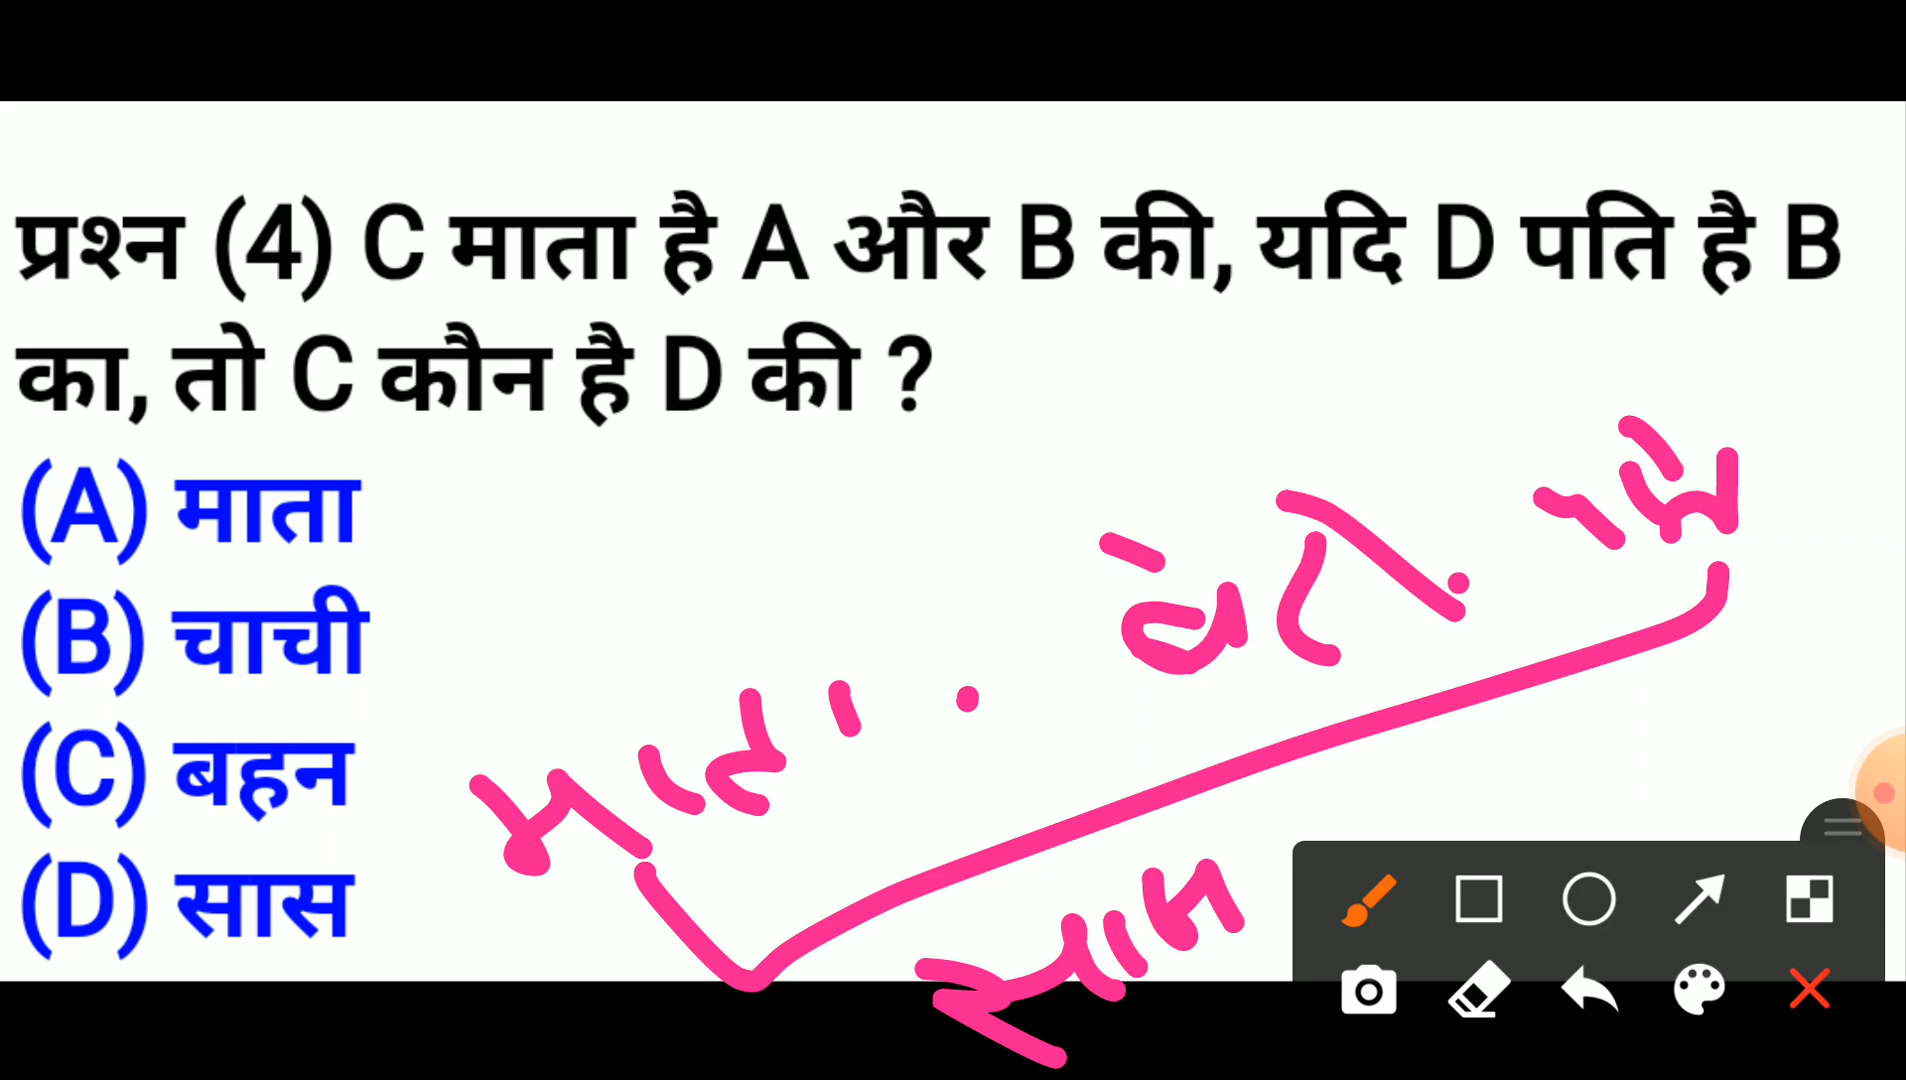 प्रश्न (4) C माता है A और B की, यदि D पति है B
का, तो C कौन है D की ?
(A) माता
(B) चाची
(C) बहन
(D) सास